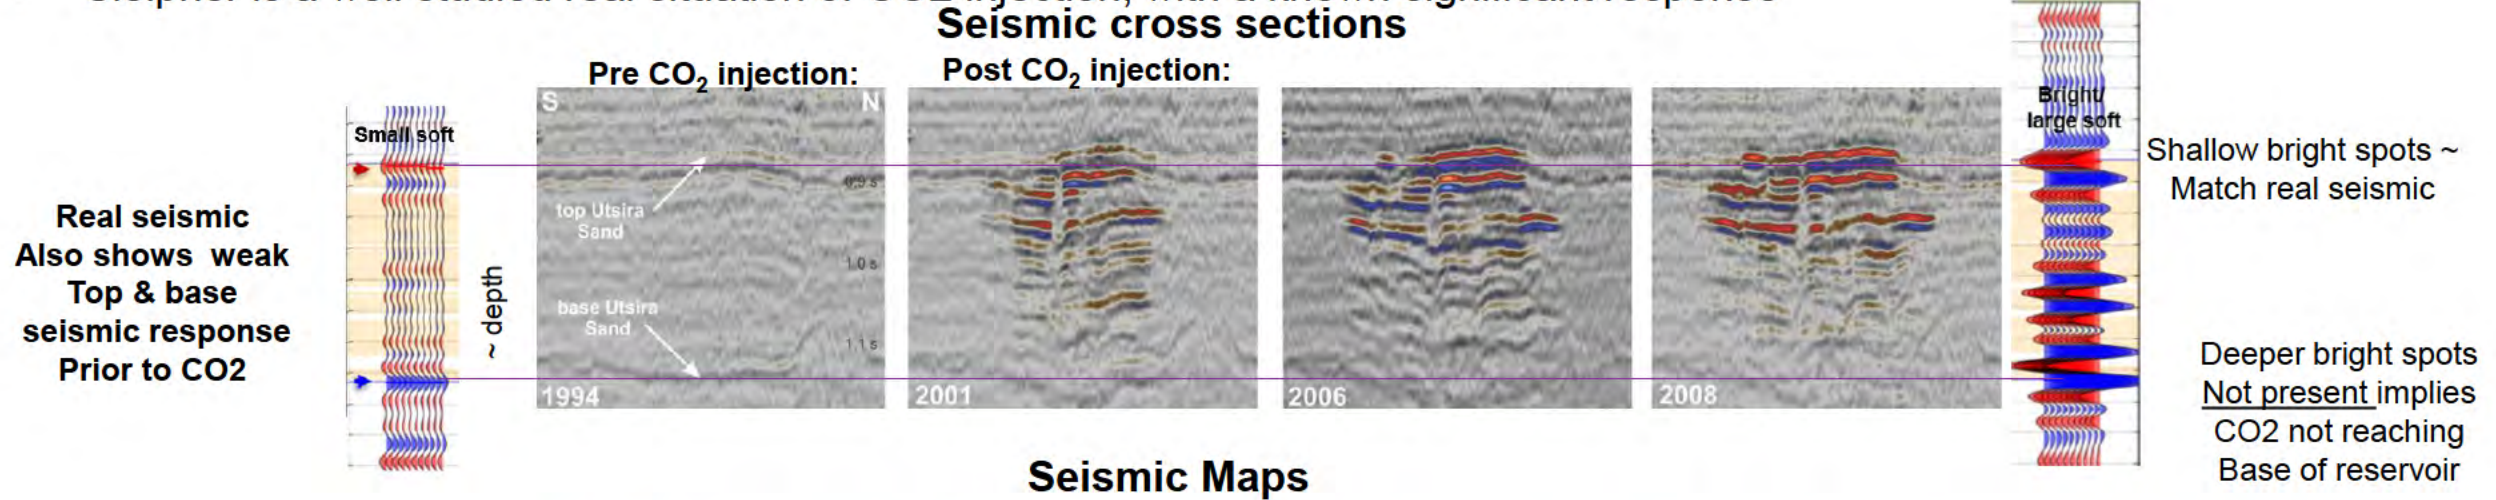 Seismic cross sections
Pre CO2 injection:
Post CO2 injection:
Small soft
Real seismic
Also shows weak
Top & base
seismic response
Prior to CO2
~ depth
S N
0.9 s
top Utsira
Sand
1.0 s
base Utsira
Sand
1.1 s
1994
2001
2006
2008
Bright/
large soft
Shallow bright spots ~
Match real seismic
Deeper bright spots
Not present implies
CO2 not reaching
Base of reservoir
Seismic Maps